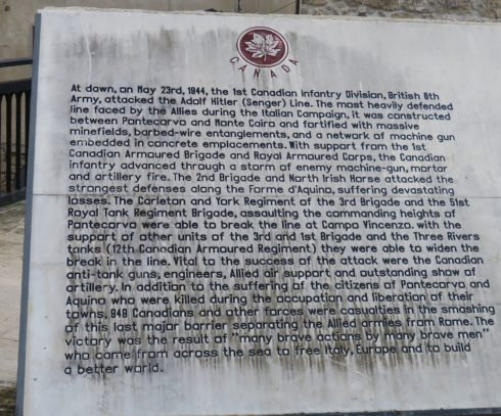 CANADA
At dawn, on May 23rd, 1944, the 1st Canadian Infantry Division, British 8th
Army, attacked the Adolf Hitler (Senger) Line. The most heavily defended
line faced by the Allies during the Italian Campaign, it was constructed
between Pontecorvo and Monte Cairo and fortified with massive
minefields, barbed-wire entanglements, and a network of machine gun
embedded in concrete emplacements. With support from the 1st
Canadian Armoured Brigade and Royal Armoured Corps, the Canadian
infantry advanced through a storm of enemy machine-gun, mortar
and artillery fire. The 2nd Brigade and North Irish Horse attacked the
strongest defenses along the Forme d'Aquino, suffering devastating
losses. The Carleton and York Regiment of the 3rd Brigade and the 51st
Royal Tank Regiment Brigade, assaulting the commanding heights of
Pontecorvo were able to break the line at Campo Vincenzo. with the
support of other units of the 3rd and 1st Brigade and the Three Rivers
tanks (12th.Canadian Armoured Regiment) they were able to widen the
break in the line. Vital to the success of the attack were the Canadian
anti-tank guns, engineers, Allied air support and outstanding show of
artillery. In addition to the suffering of the citizens of Pontecorvo and
Aquino who were killed during the occupation and liberation of their
towns, 848 Canadians and other forces were casualties in the smashing
of this last major barrier separating the Allied armies from Rome. The
victory was the result of "many brave actions by many brave men"
who came from across the sea to free Italy, Europe and to build
a better world.